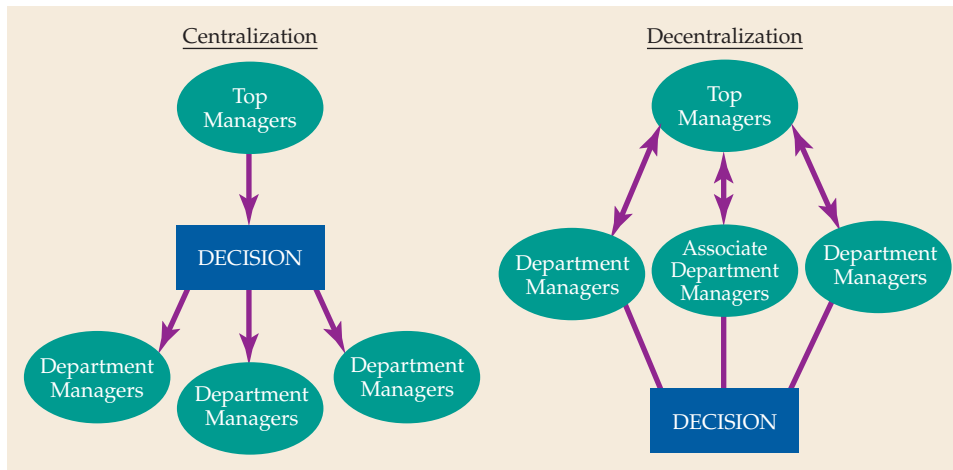 Centralization
Top
Managers
DECISION
Department
Managers
Department
Managers
Department
Managers
Decentralization
Top
Managers
Department
Managers
Associate
Department
Managers
Department
Managers
DECISION